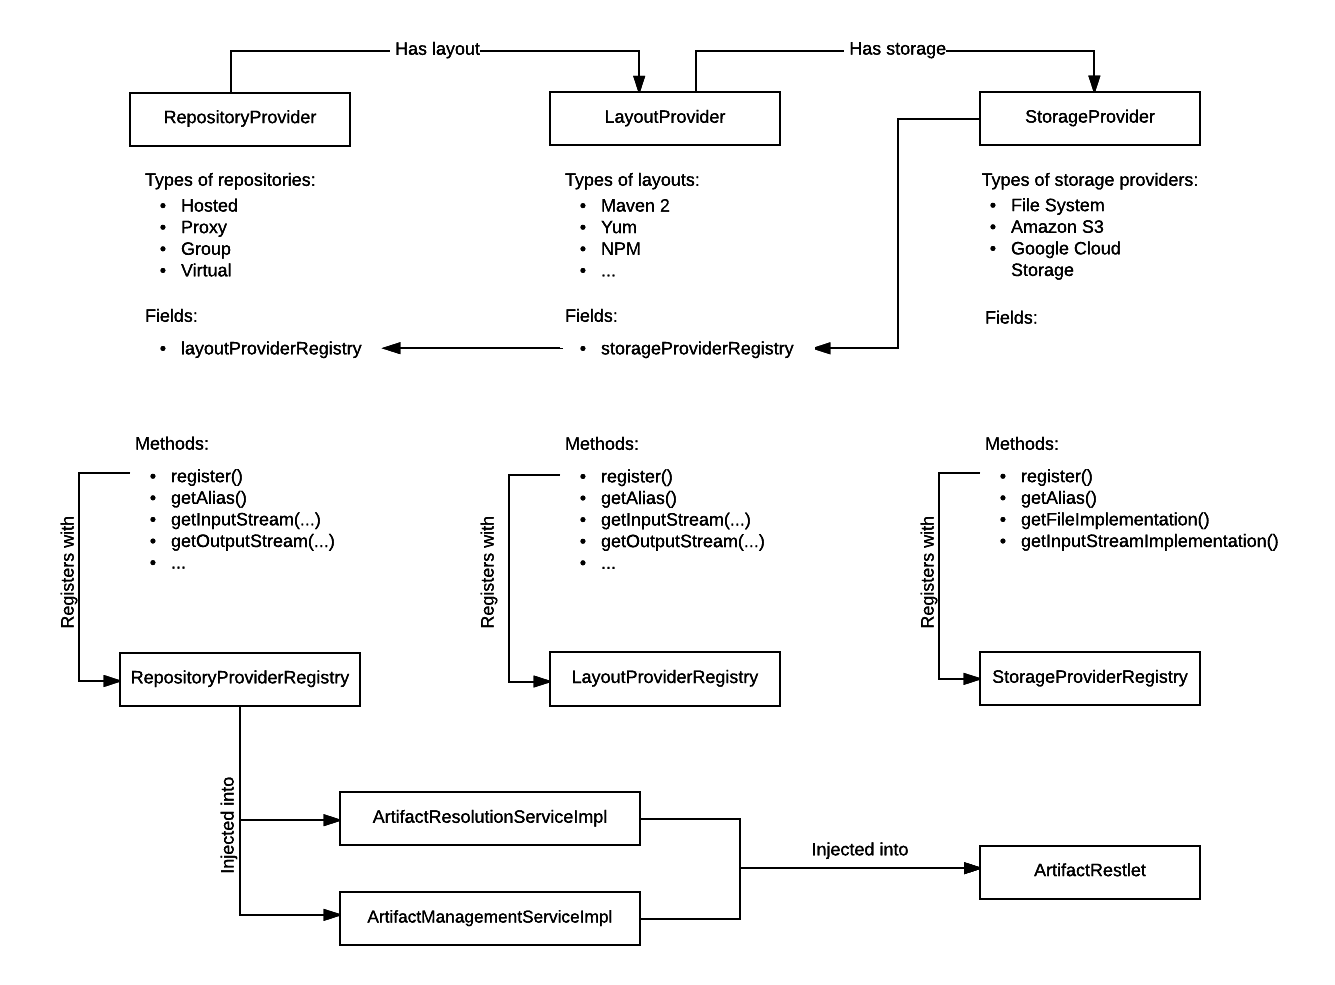 Has layout
Has storage
RepositoryProvider
LayoutProvider
StorageProvider
Types of repositories:
• Hosted
• Proxy
• Group
• Virtual
Fields:
• layoutProviderRegistry
Types of layouts:
• Maven 2
• Yum
• NPM
• ...
Fields:
• storageProviderRegistry
Types of storage providers:
• File System
• Amazon S3
• Google Cloud
Storage
Fields:
Methods:
• register()
• getAlias()
• getInputStream(...)
• getOutputStream(...)
• ...
Registers with
Methods:
• register()
• getAlias()
• getInputStream(...)
• getOutputStream(...)
• ...
Registers with
Methods:
• register()
• getAlias()
• getFileImplementation()
• getInputStreamImplementation()
Registers with
RepositoryProviderRegistry
LayoutProviderRegistry
StorageProviderRegistry
Injected into
ArtifactResolutionServiceImpl
ArtifactManagementServiceImpl
Injected into
ArtifactRestlet